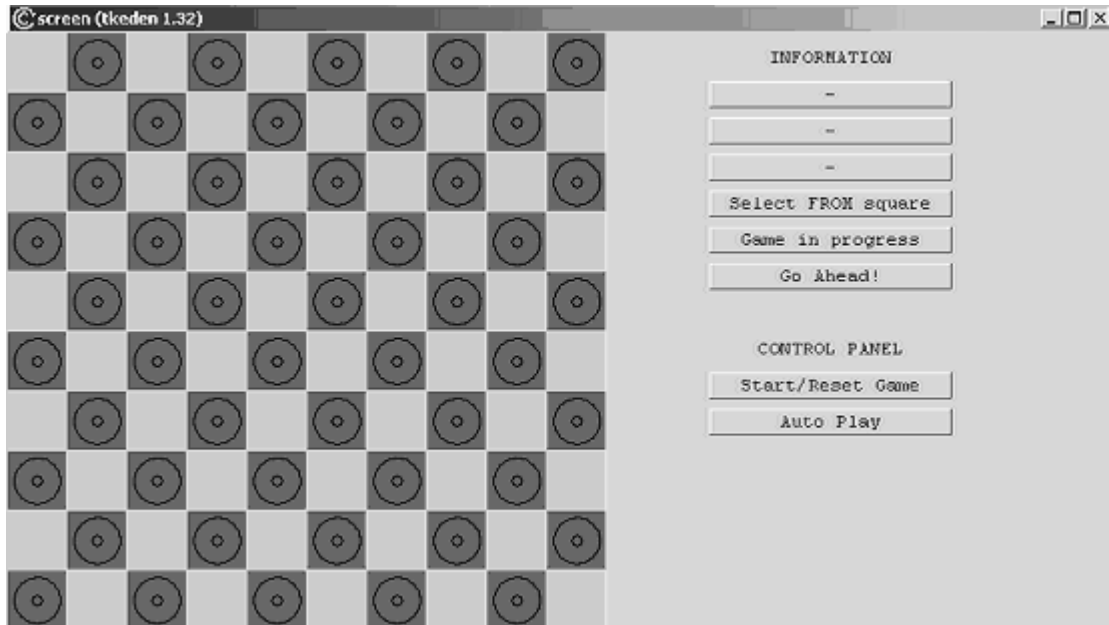 screen (tkeden 1.32)
INFORMATION
-
-
-
Select FROM square
Game in progress
Go Ahead!
CONTROL PANEL
Start/Reset Game
Auto Play